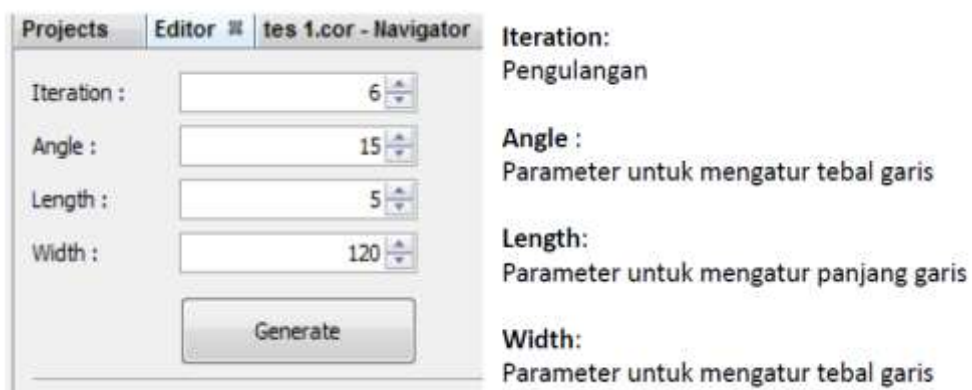 Projects Editor tes 1.cor - Navigator
Iteration : 6
Angle : 15
Length : 5
Width : 120
Generate
Iteration:
Pengulangan
Angle :
Parameter untuk mengatur tebal garis
Length:
Parameter untuk mengatur panjang garis
Width:
Parameter untuk mengatur tebal garis